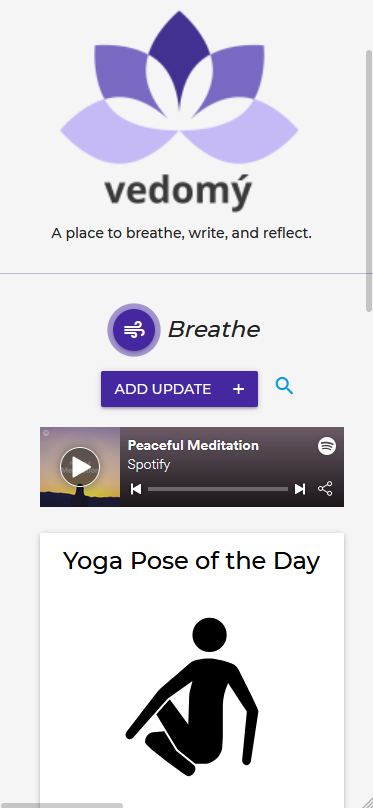 vedomý
A place to breathe, write, and reflect.
Breathe
ADD UPDATE +
Peaceful Meditation
Spotify
Yoga Pose of the Day